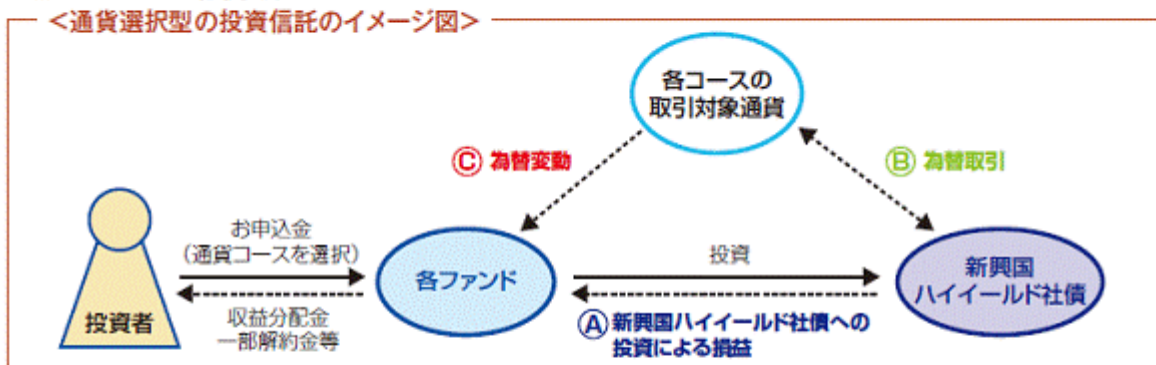 <通貨選択型の投資信託のイメージ図>
各コースの
取引対象通貨
Ⓒ 為替変動
Ⓑ 為替取引
お申込金
(通貨コースを選択)
投資者
収益分配金
一部解約金等
各ファンド
投資
新興国
ハイイールド社債
Ⓐ 新興国ハイイールド社債への
投資による損益